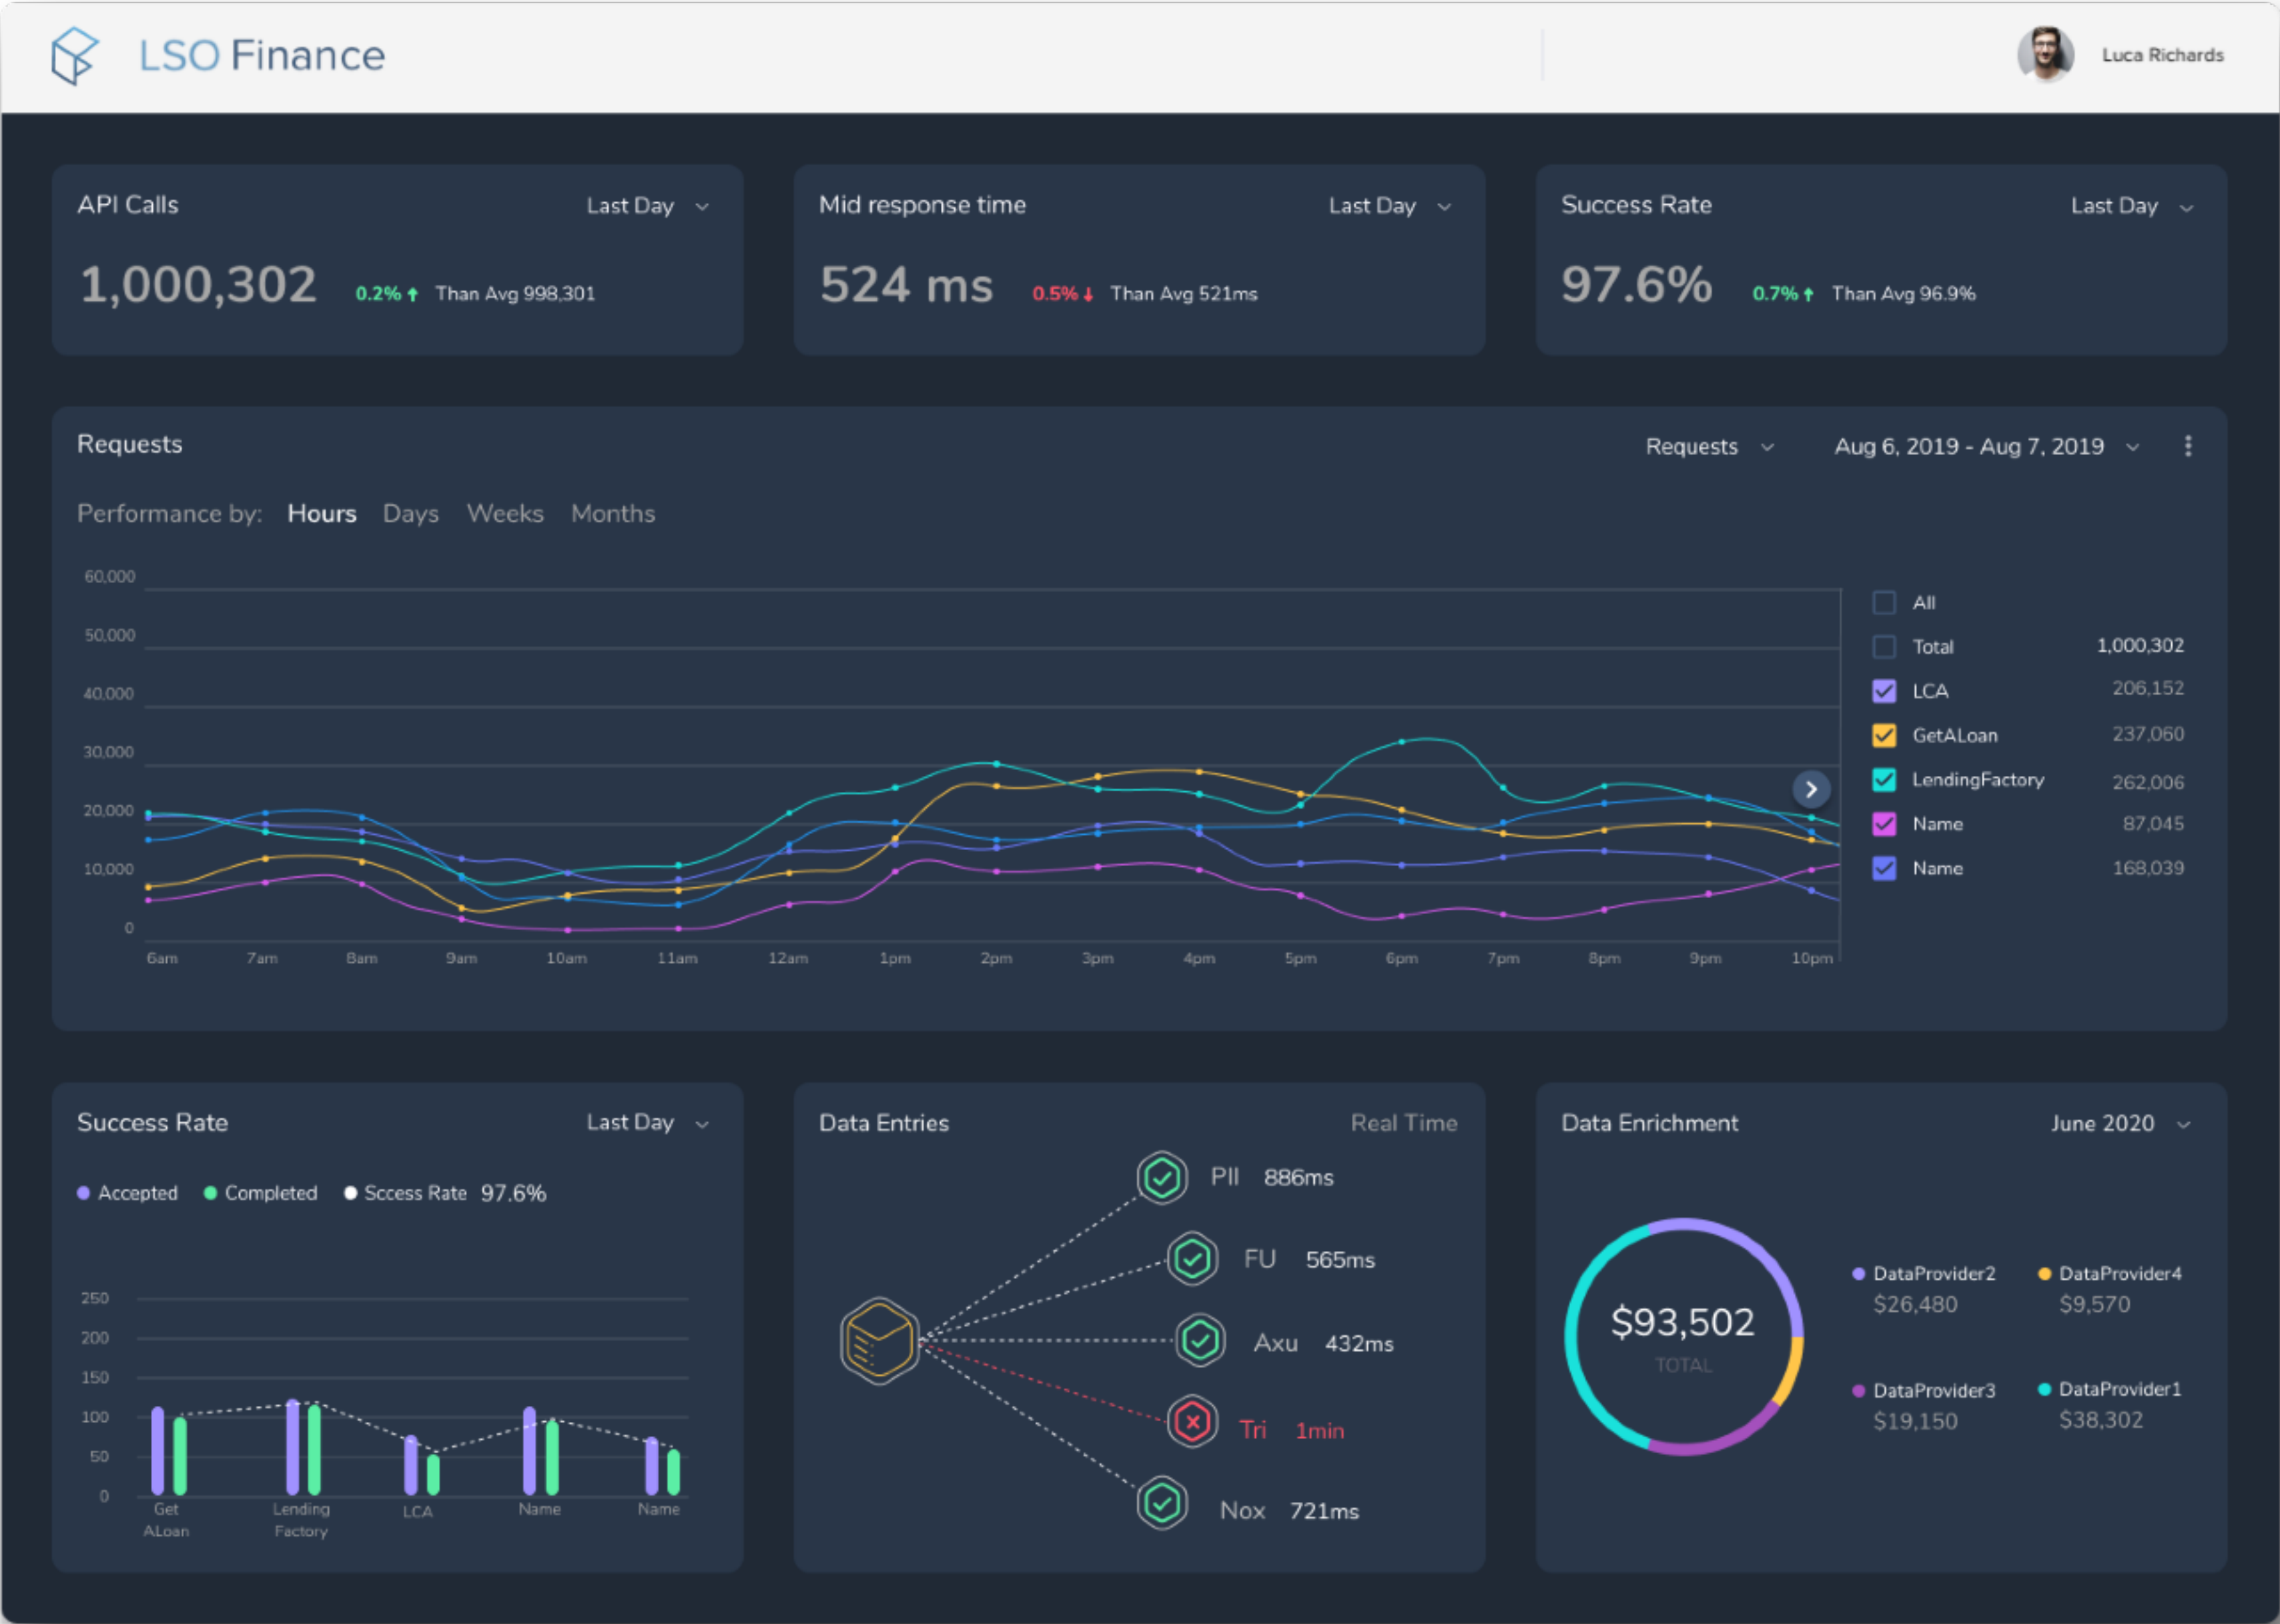 LSO Finance
Luca Richards
API Calls
Last Day
1,000,302
0.2% Than Avg 998,301
Mid response time
Last Day
524 ms
0.5% Than Avg 521ms
Success Rate
Last Day
97.6%
0.7% Than Avg 96.9%
Requests
Requests
Aug 6, 2019 - Aug 7, 2019
Performance by: Hours Days Weeks Months
60,000
50,000
40,000
30,000
20,000
10,000
0
6am 7am 8am 9am 10am 11am 12am 1pm 2pm 3pm 4pm 5pm 6pm 7pm 8pm 9pm 10pm
All
Total 1,000,302
LCA 206,152
GetALoan 237,060
LendingFactory 262,006
Name 87,045
Name 168,039
Success Rate
Last Day
Accepted Completed Sccess Rate 97.6%
250
200
150
100
50
0
Get
ALoan
Lending
Factory
LCA
Name
Name
Data Entries
Real Time
PII 886ms
FU 565ms
Axu 432ms
Tri 1min
Nox 721ms
Data Enrichment
June 2020
$93,502
TOTAL
DataProvider2
$26,480
DataProvider4
$9,570
DataProvider3
$19,150
DataProvider1
$38,302